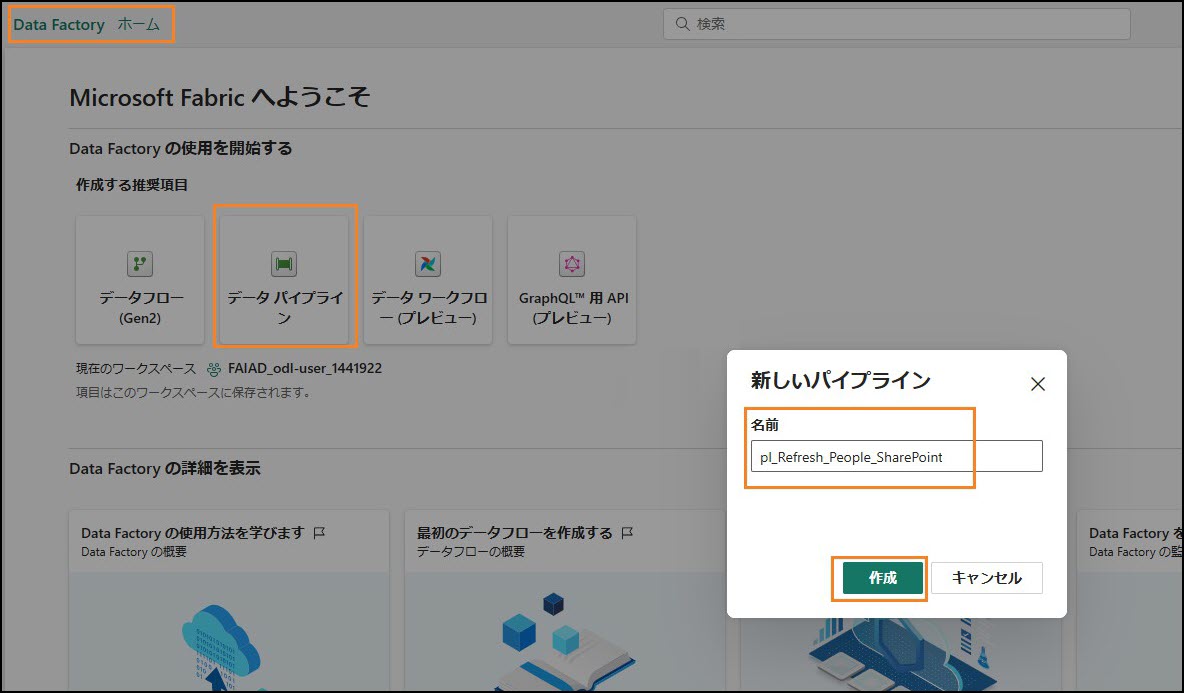 Data Factory ホーム
検索
Microsoft Fabric へようこそ
Data Factory の使用を開始する
作成する推奨項目
データフロー
(Gen2)
データ パイプライ
ン
データ ワークフロ
ー (プレビュー)
GraphQL™ 用 API
(プレビュー)
現在のワークスペース FAIAD_odl-user_1441922
項目はこのワークスペースに保存されます。
新しいパイプライン
名前
pl_Refresh_People_SharePoint
作成 キャンセル
Data Factory の詳細を表示
Data Factory の使用方法を学びます
Data Factory の概要
最初のデータフローを作成する
データフローの概要
Data Factory を
Data Factory の監